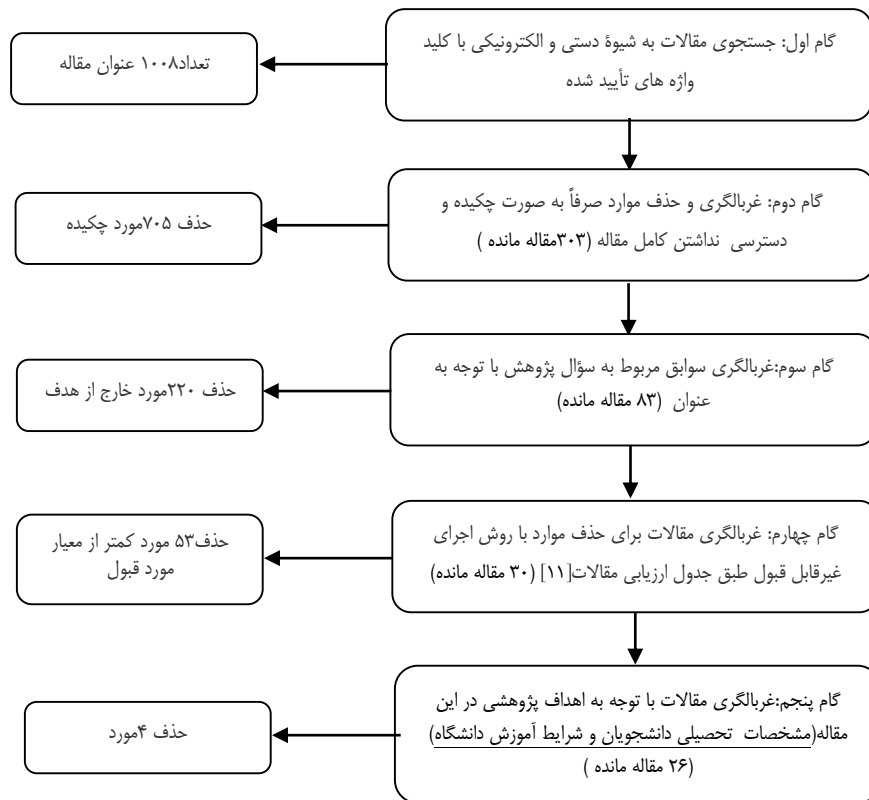 گام اول: جستجوی مقالات به شیوۀ دستی و الکترونیکی با کلید
واژه های تأیید شده
تعداد۱۰۰۸ عنوان مقاله
گام دوم: غربالگری و حذف موارد صرفاً به صورت چکیده و
دسترسی نداشتن کامل مقاله (۳۰۳مقاله مانده )
حذف ۷۰۵مورد چکیده
گام سوم:غربالگری سوابق مربوط به سؤال پژوهش با توجه به
عنوان (۸۳ مقاله مانده)
حذف ۲۲۰مورد خارج از هدف
گام چهارم: غربالگری مقالات برای حذف موارد با روش اجرای
غیرقابل قبول طبق جدول ارزیابی مقالات[۱۱] (۳۰ مقاله مانده)
حذف۵۳ مورد کمتر از معیار
مورد قبول
گام پنجم:غربالگری مقالات با توجه به اهداف پژوهشی در این
مقاله(مشخصات تحصیلی دانشجویان و شرایط آموزش دانشگاه)
(۲۶ مقاله مانده )
حذف ۴مورد